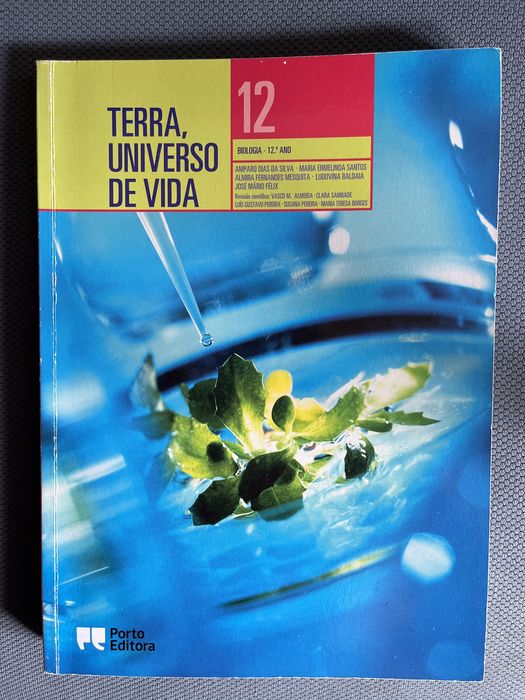 TERRA,
UNIVERSO
DE VIDA
12
BIOLOGIA - 12.º ANO
AMPARO DIAS DA SILVA · MARIA ERMELINDA SANTOS
ALMIRA FERNANDES MESQUITA · LUDOVINA BALDAIA
JOSÉ MÁRIO FÉLIX
Revisão científica: VASCO M. ALMEIDA · CLARA SAMBADE
LUÍS GUSTAVO PEREIRA · SUSANA PEREIRA · MARIA TERESA BORGES
Porto
Editora